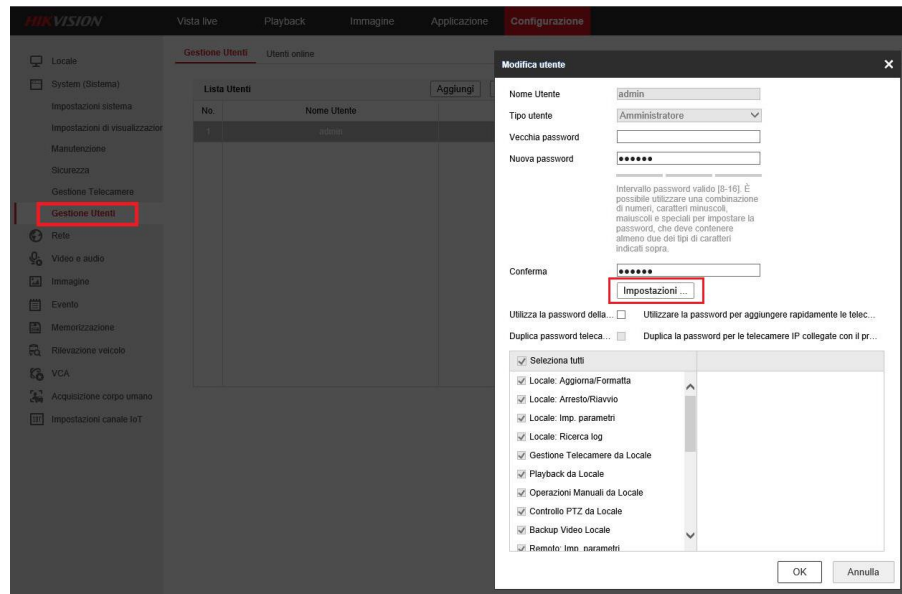 HIKVISION
Vista live Playback Immagine Applicazione Configurazione
Locale
System (Sistema)
Impostazioni sistema
Impostazioni di visualizzazior
Manutenzione
Sicurezza
Gestione Telecamere
Gestione Utenti
Rete
Video e audio
Immagine
Evento
Memorizzazione
Rilevazione veicolo
VCA
Acquisizione corpo umano
Impostazioni canale IoT
Gestione Utenti Utenti online
Lista Utenti Aggiungi
No. Nome Utente
1 admin
Modifica utente
Nome Utente admin
Tipo utente Amministratore
Vecchia password
Nuova password ●●●●●●
Intervallo password valido [8-16]. È
possibile utilizzare una combinazione
di numeri, caratteri minuscoli,
maiuscoli e speciali per impostare la
password, che deve contenere
almeno due dei tipi di caratteri
indicati sopra.
Conferma ●●●●●●
Impostazioni ...
Utilizza la password della... Utilizzare la password per aggiungere rapidamente le telec...
Duplica password teleca... Duplica la password per le telecamere IP collegate con il pr...
Seleziona tutti
Locale: Aggiorna/Formatta
Locale: Arresto/Riavvio
Locale: Imp. parametri
Locale: Ricerca log
Gestione Telecamere da Locale
Playback da Locale
Operazioni Manuali da Locale
Controllo PTZ da Locale
Backup Video Locale
Remoto: Imp. parametri
OK Annulla